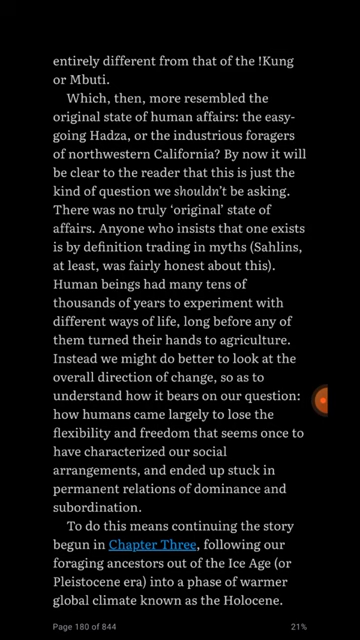 entirely different from that of the !Kung
or Mbuti.
Which, then, more resembled the
original state of human affairs: the easy-
going Hadza, or the industrious foragers
of northwestern California? By now it will
be clear to the reader that this is just the
kind of question we shouldn't be asking.
There was no truly ‘original’ state of
affairs. Anyone who insists that one exists
is by definition trading in myths (Sahlins,
at least, was fairly honest about this).
Human beings had many tens of
thousands of years to experiment with
different ways of life, long before any of
them turned their hands to agriculture.
Instead we might do better to look at the
overall direction of change, so as to
understand how it bears on our question:
how humans came largely to lose the
flexibility and freedom that seems once to
have characterized our social
arrangements, and ended up stuck in
permanent relations of dominance and
subordination.
To do this means continuing the story
begun in Chapter Three, following our
foraging ancestors out of the Ice Age (or
Pleistocene era) into a phase of warmer
global climate known as the Holocene.
Page 180 of 844 21%